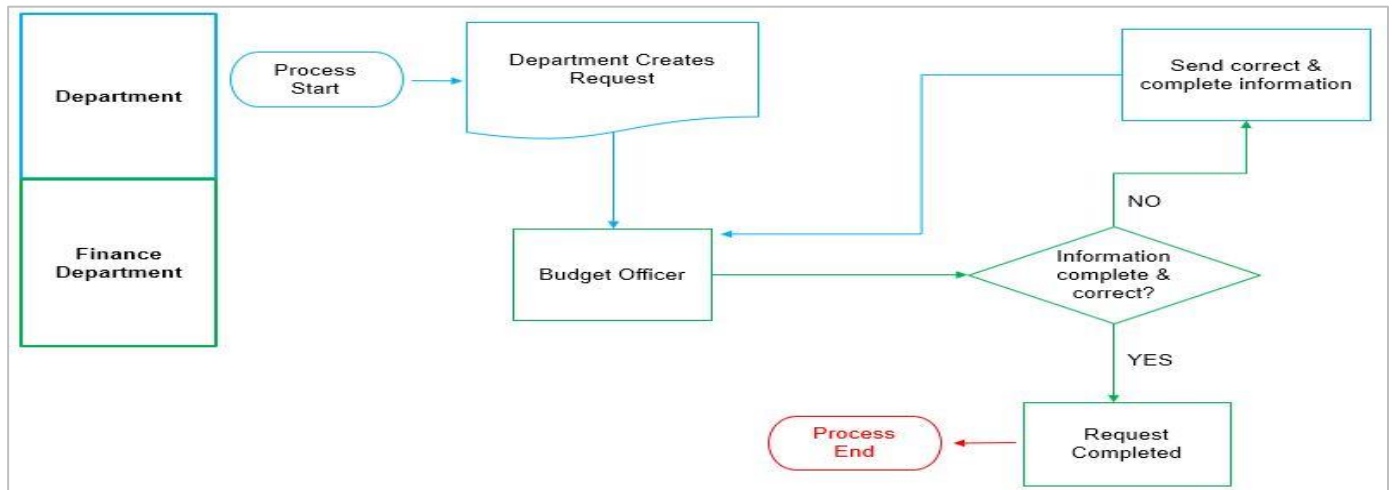 Department
Process
Start
Department Creates
Request
Send correct &
complete information
NO
Finance
Department
Budget Officer
Information
complete &
correct?
YES
Process
End
Request
Completed